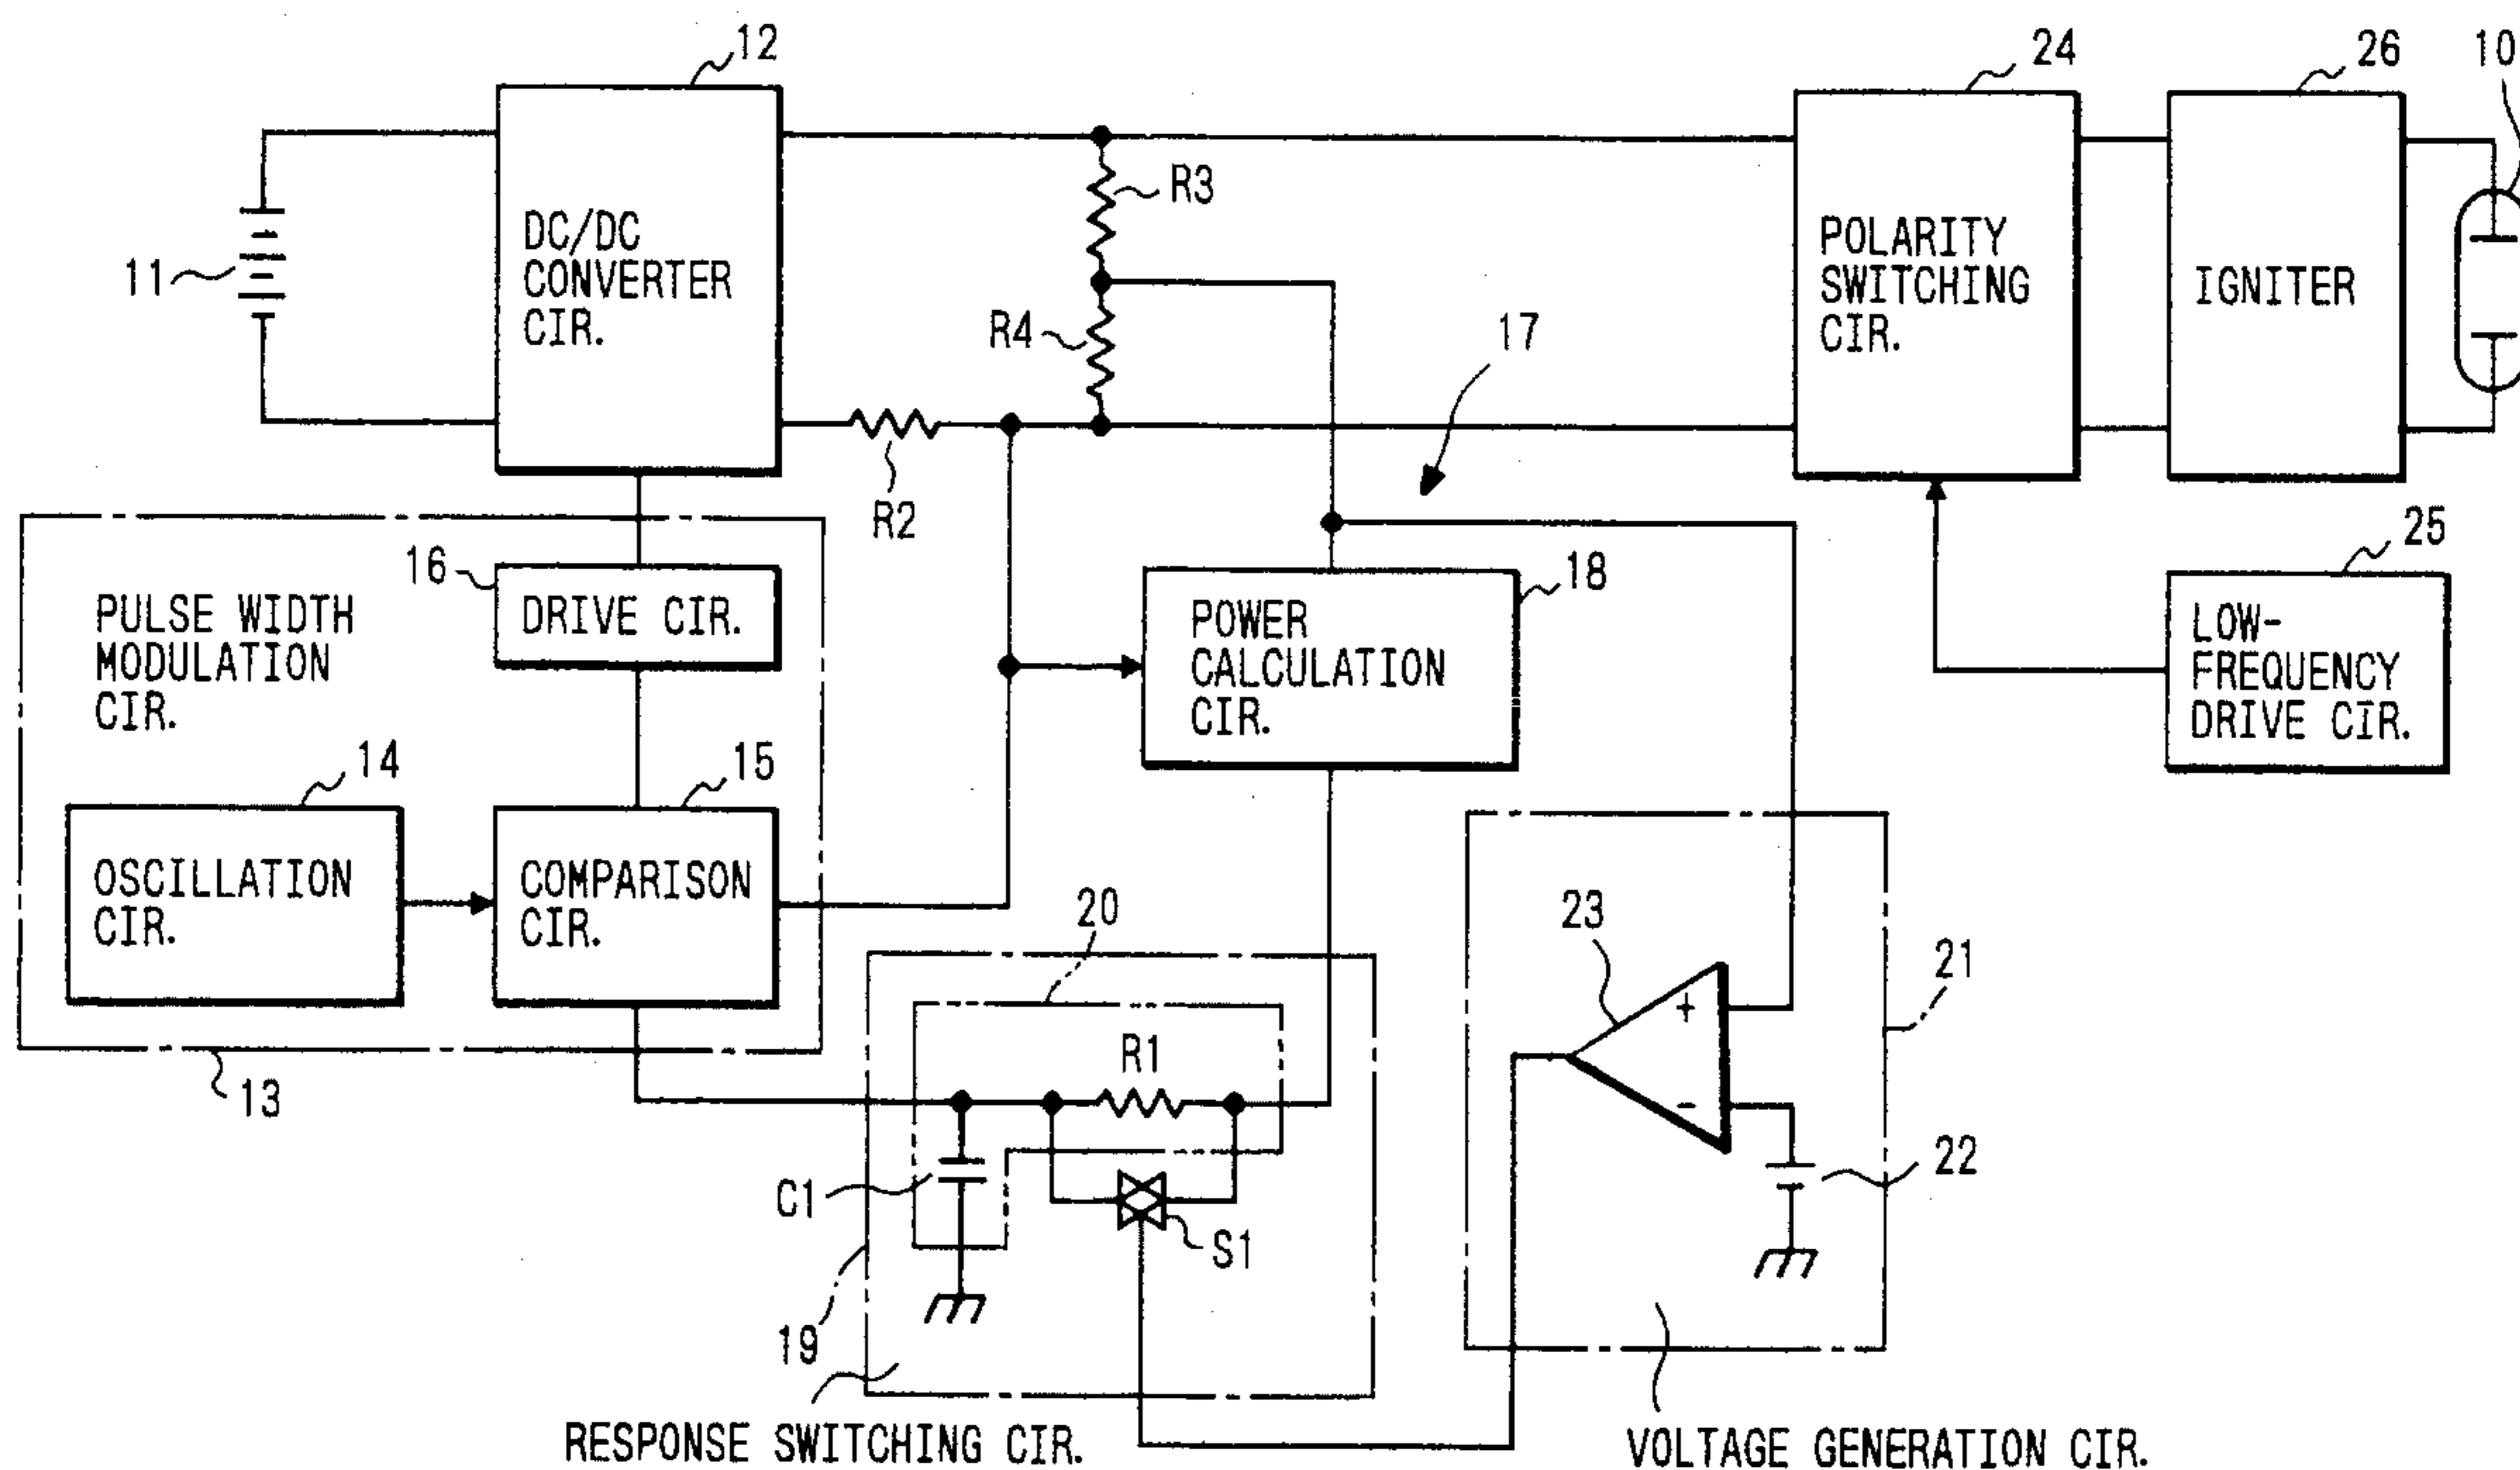 12
24
26
10
R3
DC/DC
CONVERTER
CIR.
11
POLARITY
SWITCHING
CIR.
IGNITER
R4
17
R2
25
16
DRIVE CIR.
PULSE WIDTH
MODULATION
CIR.
18
POWER
CALCULATION
CIR.
LOW-
FREQUENCY
DRIVE CIR.
14
15
OSCILLATION
CIR.
COMPARISON
CIR.
20
23
21
+
-
13
R1
22
C1
S1
19
RESPONSE SWITCHING CIR.
VOLTAGE GENERATION CIR.